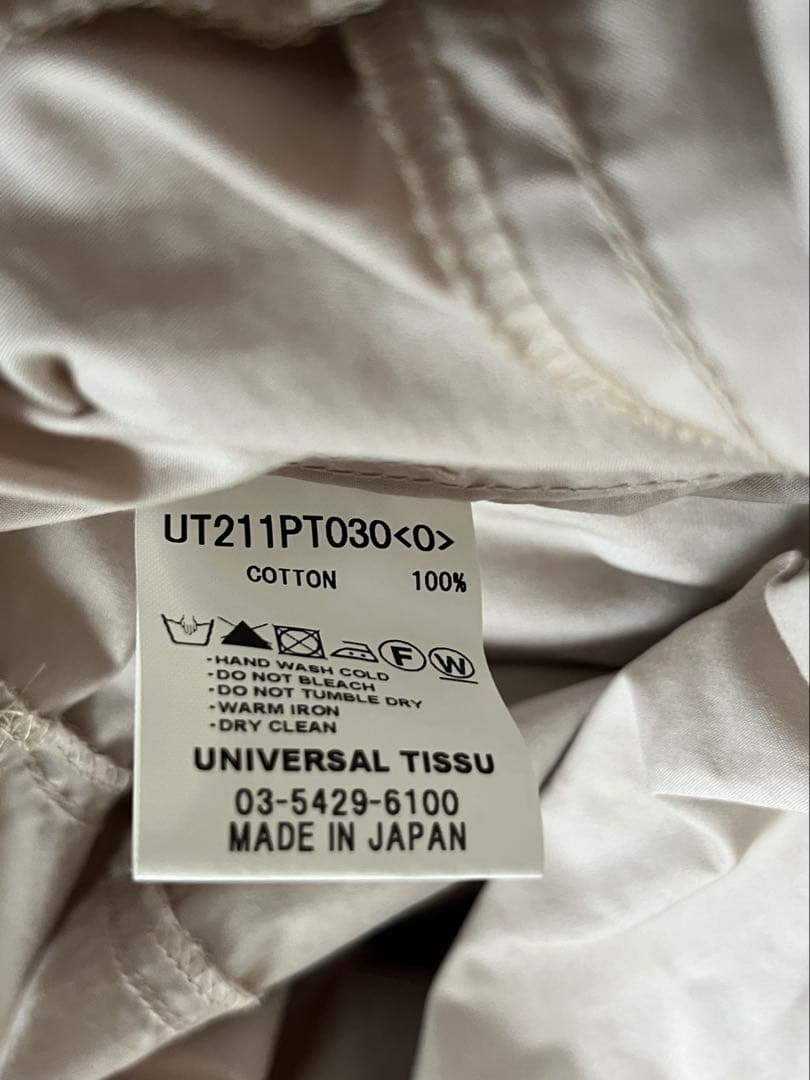 UT211PT030<0>
COTTON 100%
F W
・HAND WASH COLD
・DO NOT BLEACH
・DO NOT TUMBLE DRY
・WARM IRON
・DRY CLEAN
UNIVERSAL TISSU
03-5429-6100
MADE IN JAPAN